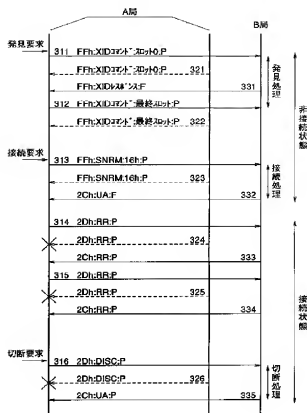 A局
B局
発見要求
311 FFh:XIDコマンド:スロット0:P
FFh:XIDコマンド:スロット0:P 321
FFh:XIDレスポンス:F 331
312 FFh:XIDコマンド:最終スロット:P
FFh:XIDコマンド:最終スロット:P 322
発見処理
非接続状態
接続要求
313 FFh:SNRM:16h:P
FFh:SNRM:16h:P 323
2Ch:UA:F 332
接続処理
314 2Dh:RR:P
2Dh:RR:P 324
2Ch:RR:P 333
315 2Dh:RR:P
2Dh:RR:P 325
2Ch:RR:P 334
接続状態
切断要求
316 2Dh:DISC:P
2Dh:DISC:P 326
2Ch:UA:P 335
切断処理